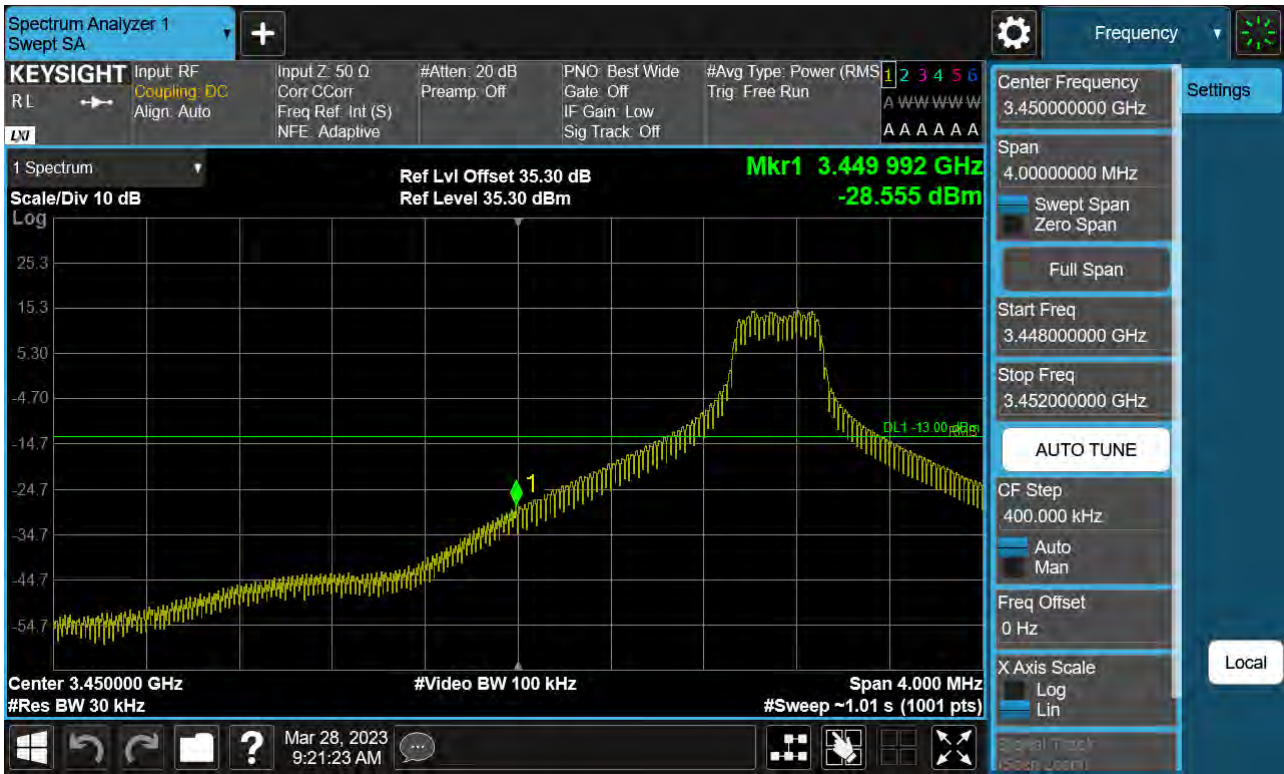 Spectrum Analyzer 1
Swept SA
Frequency
KEYSIGHT
RL
LXI
Input: RF
Coupling: DC
Align: Auto
Input Z: 50 Ω
Corr CCorr
Freq Ref: Int (S)
NFE: Adaptive
#Atten: 20 dB
Preamp: Off
PNO: Best Wide
Gate: Off
IF Gain: Low
Sig Track: Off
#Avg Type: Power (RMS
Trig: Free Run
1 2 3 4 5 6
A W W W W W
A A A A A A
1 Spectrum
Scale/Div 10 dB
Log
Ref Lvl Offset 35.30 dB
Ref Level 35.30 dBm
Mkr1 3.449 992 GHz
-28.555 dBm
25.3
15.3
5.30
-4.70
-14.7
-24.7
-34.7
-44.7
-54.7
1
DL1 -13.00 dBm
RMS
Center 3.450000 GHz
#Res BW 30 kHz
#Video BW 100 kHz
Span 4.000 MHz
#Sweep ~1.01 s (1001 pts)
Center Frequency
3.450000000 GHz
Settings
Span
4.00000000 MHz
Swept Span
Zero Span
Full Span
Start Freq
3.448000000 GHz
Stop Freq
3.452000000 GHz
AUTO TUNE
CF Step
400.000 kHz
Auto
Man
Freq Offset
0 Hz
X Axis Scale
Log
Lin
Signal Track
(Span Zoom)
Local
?
Mar 28, 2023
9:21:23 AM